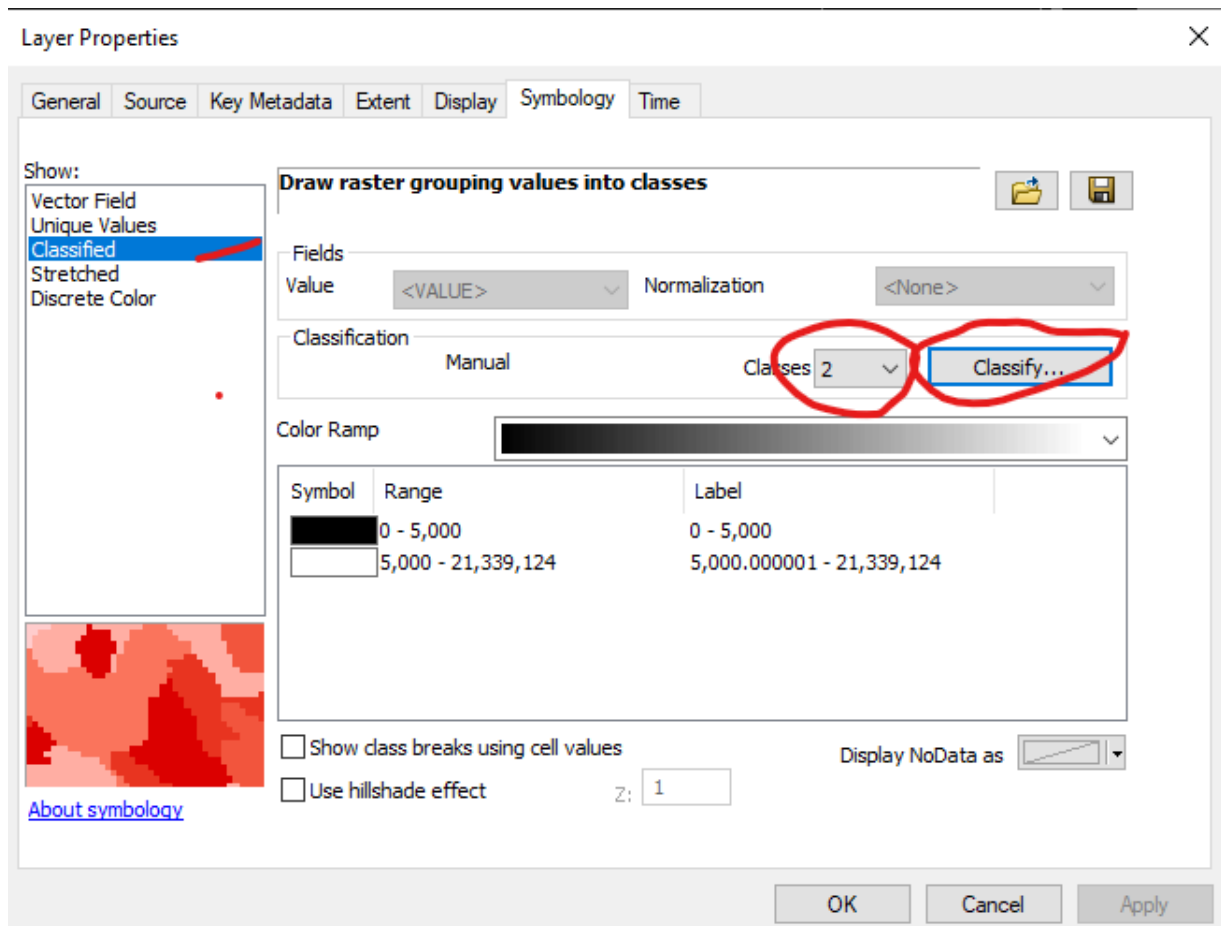 Layer Properties
General Source Key Metadata Extent Display Symbology Time
Show:
Vector Field
Unique Values
Classified
Stretched
Discrete Color
About symbology
Draw raster grouping values into classes
Fields
Value <VALUE> Normalization <None>
Classification
Manual Classes 2 Classify...
Color Ramp
Symbol Range Label
0 - 5,000 0 - 5,000
5,000 - 21,339,124 5,000.000001 - 21,339,124
Show class breaks using cell values Display NoData as
Use hillshade effect Z: 1
OK Cancel Apply